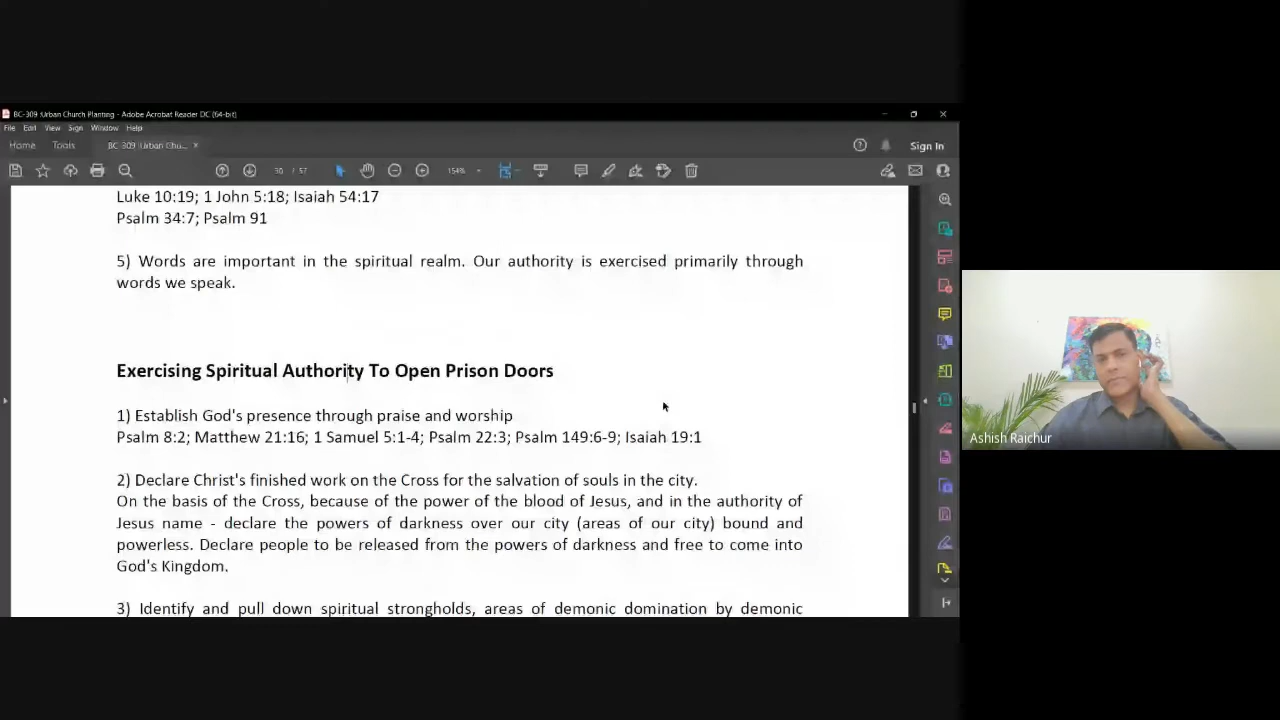 BC-309 Urban Church Planting - Adobe Acrobat Reader DC (64-bit)
File Edit View Sign Window Help
Home Tools BC-309 (Urban Chu... × Sign In
30 / 57 154%
Luke 10:19; 1 John 5:18; Isaiah 54:17
Psalm 34:7; Psalm 91
5) Words are important in the spiritual realm. Our authority is exercised primarily through
words we speak.
Exercising Spiritual Authority To Open Prison Doors
1) Establish God's presence through praise and worship
Psalm 8:2; Matthew 21:16; 1 Samuel 5:1-4; Psalm 22:3; Psalm 149:6-9; Isaiah 19:1
2) Declare Christ's finished work on the Cross for the salvation of souls in the city.
On the basis of the Cross, because of the power of the blood of Jesus, and in the authority of
Jesus name - declare the powers of darkness over our city (areas of our city) bound and
powerless. Declare people to be released from the powers of darkness and free to come into
God's Kingdom.
3) Identify and pull down spiritual strongholds, areas of demonic domination by demonic
Ashish Raichur